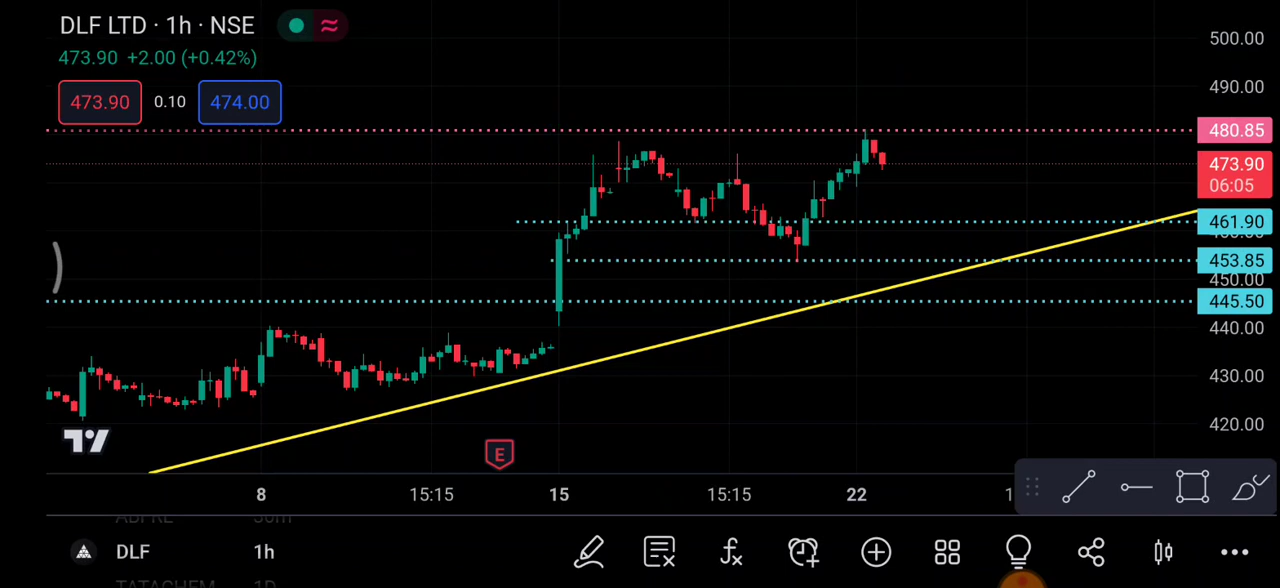 DLF LTD · 1h · NSE
473.90 +2.00 (+0.42%)
473.90 0.10 474.00
500.00
490.00
480.85
473.90
06:05
461.90
453.85
450.00
445.50
440.00
430.00
420.00
E
8 15:15 15 15:15 22
DLF 1h
TATACHEM 1D